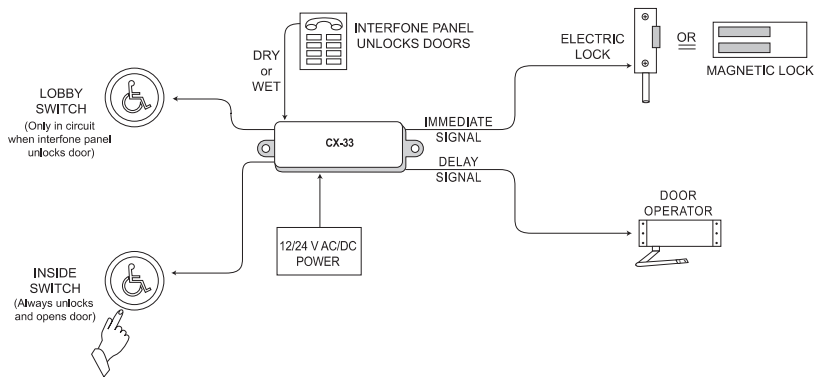 INTERFONE PANEL
UNLOCKS DOORS
DRY
or
WET
ELECTRIC
LOCK
OR
MAGNETIC LOCK
LOBBY
SWITCH
(Only in circuit
when interfone panel
unlocks door)
CX-33
IMMEDIATE
SIGNAL
DELAY
SIGNAL
12/24 V AC/DC
POWER
DOOR
OPERATOR
INSIDE
SWITCH
(Always unlocks
and opens door)